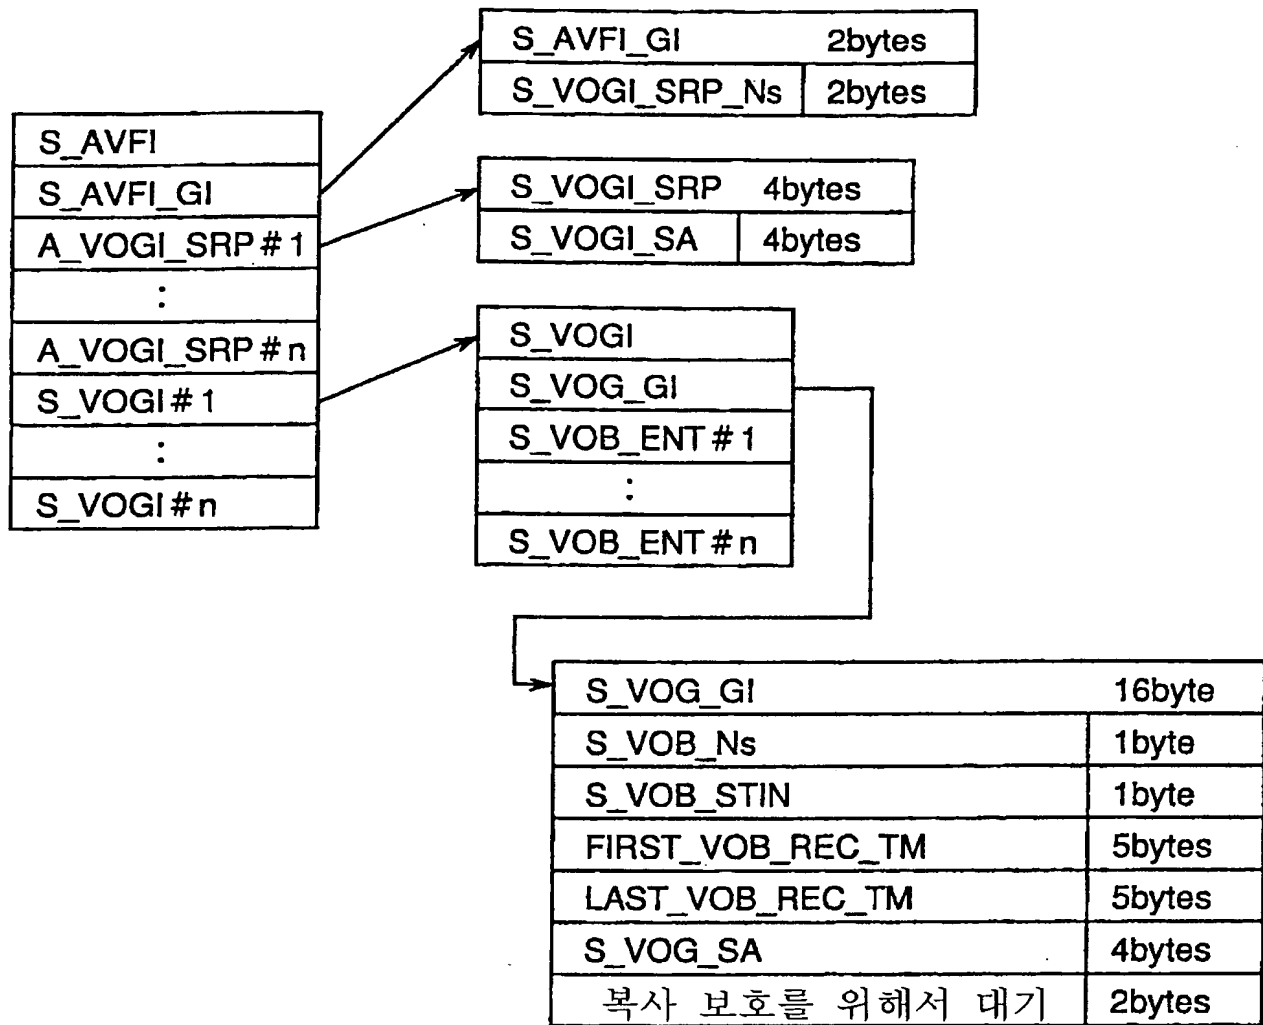 S_AVFI_GI 2bytes
S_VOGI_SRP_Ns 2bytes
S_AVFI
S_AVFI_GI
A_VOGI_SRP#1
:
A_VOGI_SRP#n
S_VOGI#1
:
S_VOGI#n
S_VOGI_SRP 4bytes
S_VOGI_SA 4bytes
S_VOGI
S_VOG_GI
S_VOB_ENT#1
:
S_VOB_ENT#n
S_VOG_GI 16byte
S_VOB_Ns 1byte
S_VOB_STIN 1byte
FIRST_VOB_REC_TM 5bytes
LAST_VOB_REC_TM 5bytes
S_VOG_SA 4bytes
복사 보호를 위해서 대기 2bytes